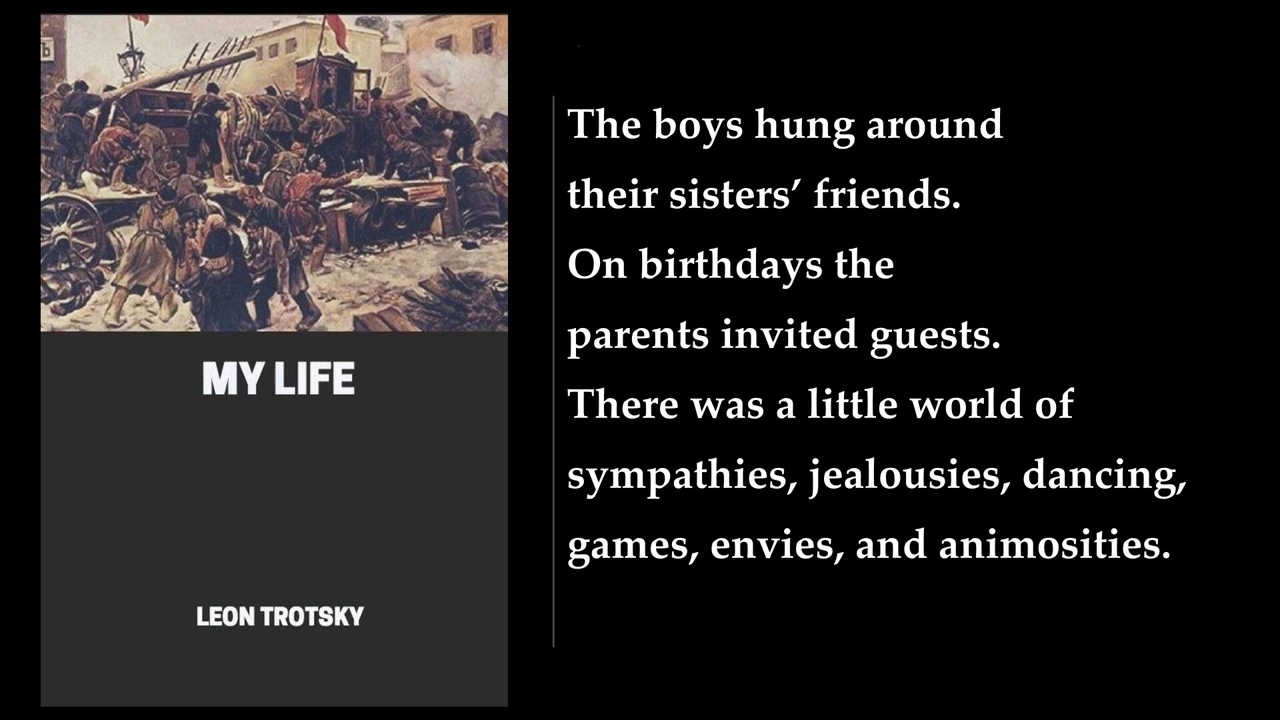 Ъ
MY LIFE
LEON TROTSKY
The boys hung around
their sisters’ friends.
On birthdays the
parents invited guests.
There was a little world of
sympathies, jealousies, dancing,
games, envies, and animosities.